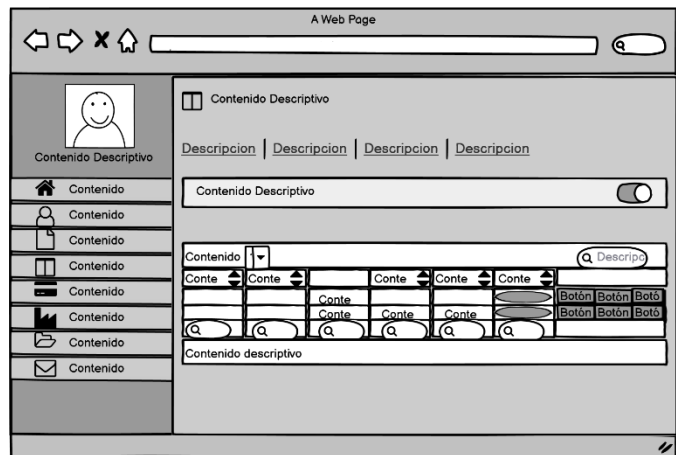 A Web Page
Contenido Descriptivo
Contenido
Contenido
Contenido
Contenido
Contenido
Contenido
Contenido
Contenido
Contenido Descriptivo
Descripcion | Descripcion | Descripcion | Descripcion
Contenido Descriptivo
Contenido Descripc
Conte Conte Conte Conte Conte
Conte Botón Botón Botó
Conte Conte Conte Botón Botón Botó
Contenido descriptivo